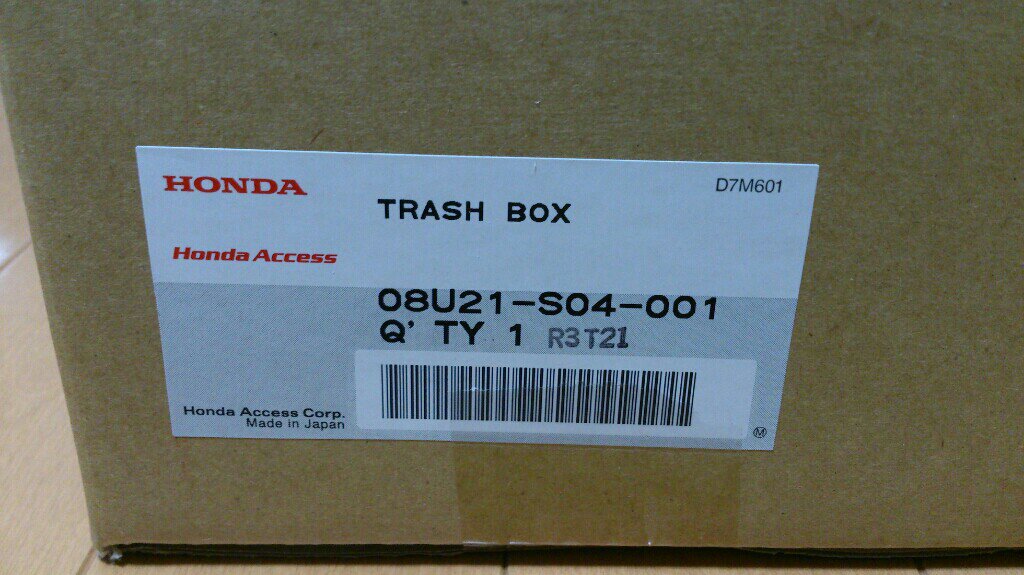 HONDA
D7M601
TRASH BOX
Honda Access
08U21-S04-001
Q' TY 1 R3T21
Honda Access Corp.
Made in Japan
M